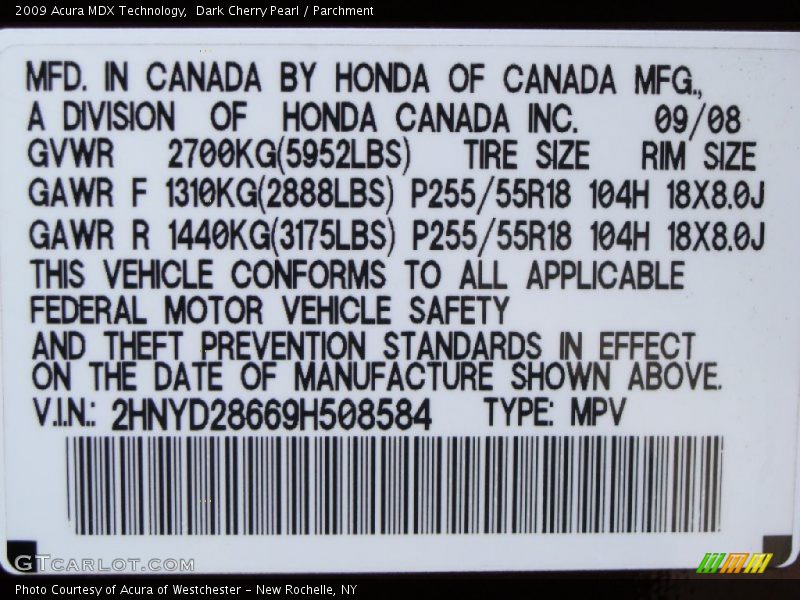 2009 Acura MDX Technology,  Dark Cherry Pearl / Parchment
MFD. IN CANADA BY HONDA OF CANADA MFG.,
A DIVISION OF HONDA CANADA INC. 09/08
GVWR 2700KG(5952LBS) TIRE SIZE RIM SIZE
GAWR F 1310KG(2888LBS) P255/55R18 104H 18X8.0J
GAWR R 1440KG(3175LBS) P255/55R18 104H 18X8.0J
THIS VEHICLE CONFORMS TO ALL APPLICABLE
FEDERAL MOTOR VEHICLE SAFETY
AND THEFT PREVENTION STANDARDS IN EFFECT
ON THE DATE OF MANUFACTURE SHOWN ABOVE.
V.I.N.: 2HNYD28669H508584 TYPE: MPV
GTCARLOT.COM
Photo Courtesy of Acura of Westchester - New Rochelle, NY